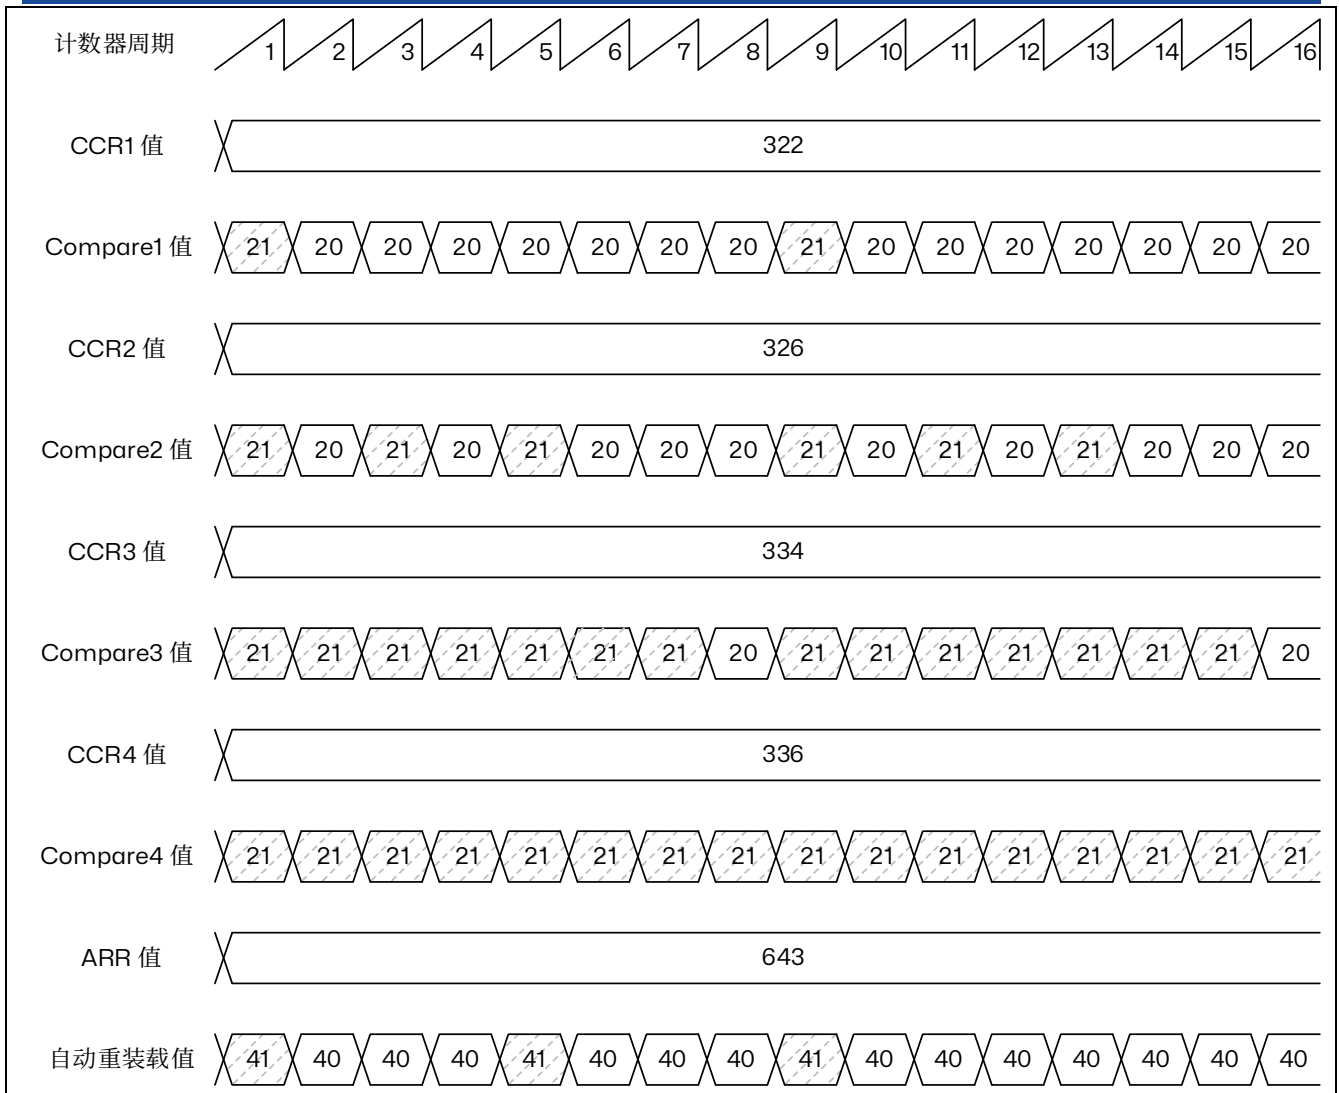 计数器周期 1 2 3 4 5 6 7 8 9 10 11 12 13 14 15 16
CCR1 值 322
Compare1 值 21 20 20 20 20 20 20 20 21 20 20 20 20 20 20 20
CCR2 值 326
Compare2 值 21 20 21 20 21 20 20 20 21 20 21 20 21 20 20 20
CCR3 值 334
Compare3 值 21 21 21 21 21 21 21 20 21 21 21 21 21 21 21 20
CCR4 值 336
Compare4 值 21 21 21 21 21 21 21 21 21 21 21 21 21 21 21 21
ARR 值 643
自动重装载值 41 40 40 40 41 40 40 40 41 40 40 40 40 40 40 40